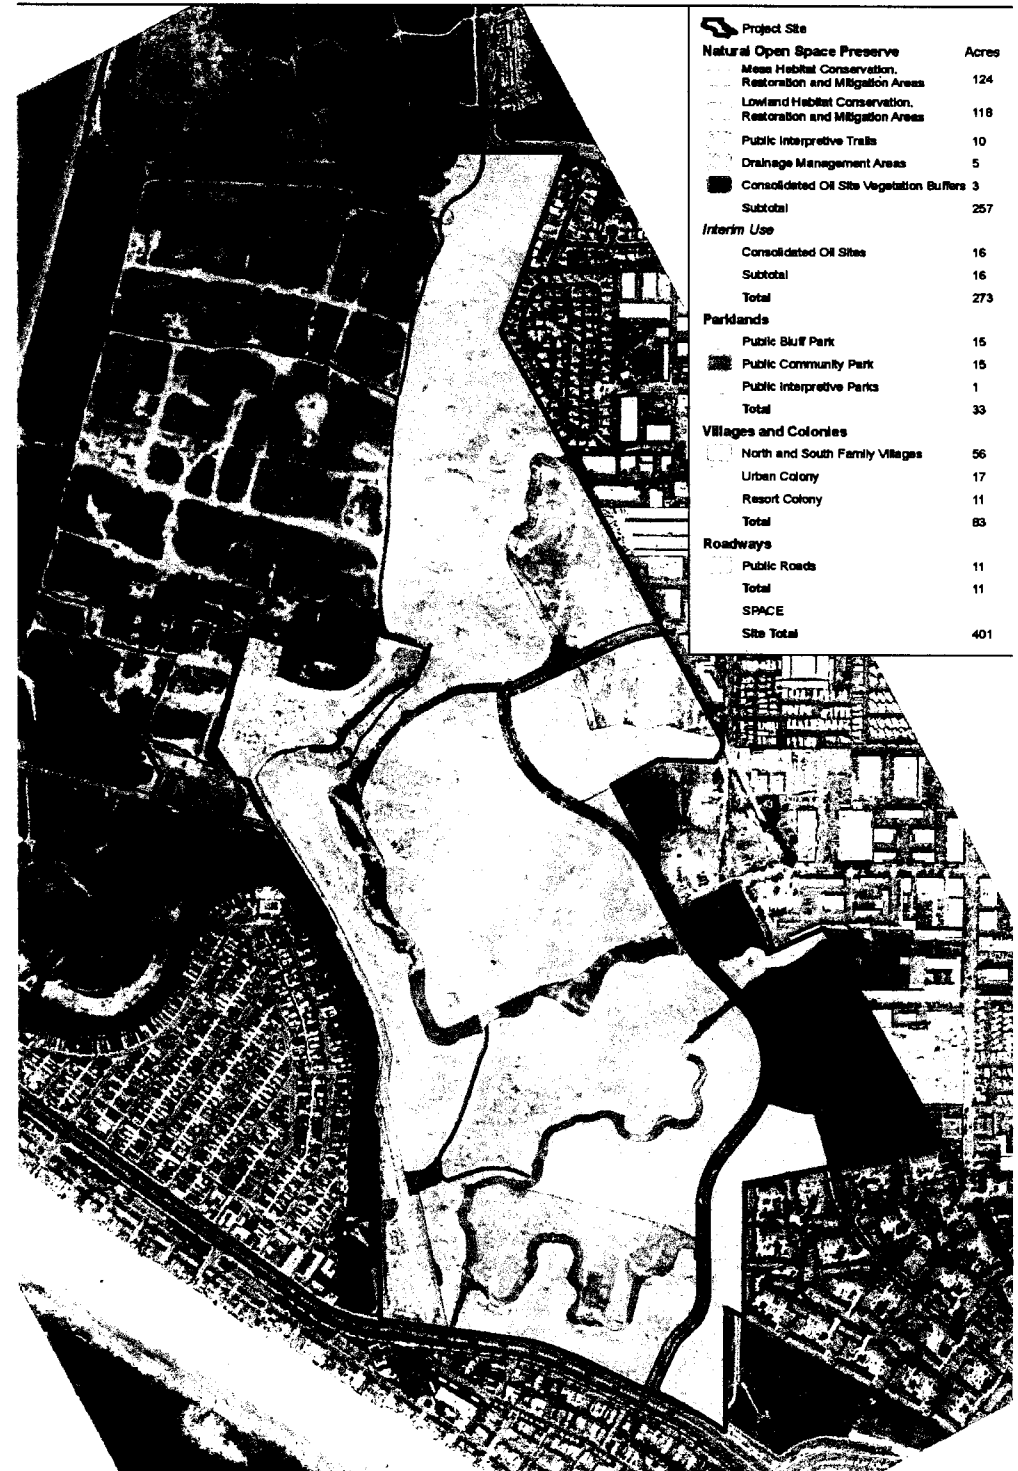 Project Site
Natural Open Space Preserve Acres
Mesa Habitat Conservation,
Restoration and Mitigation Areas 124
Lowland Habitat Conservation,
Restoration and Mitigation Areas 118
Public Interpretive Trails 10
Drainage Management Areas 5
Consolidated Oil Site Vegetation Buffers 3
Subtotal 257
Interim Use
Consolidated Oil Sites 16
Subtotal 16
Total 273
Parklands
Public Bluff Park 15
Public Community Park 15
Public Interpretive Parks 1
Total 33
Villages and Colonies
North and South Family Villages 56
Urban Colony 17
Resort Colony 11
Total 83
Roadways
Public Roads 11
Total 11
SPACE
Site Total 401